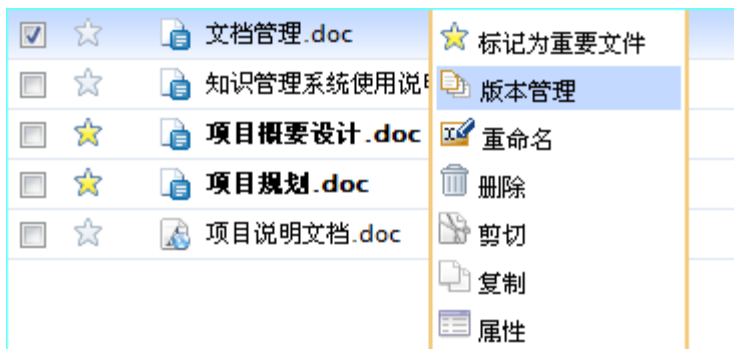 文档管理.doc
知识管理系统使用说
项目概要设计.doc
项目规划.doc
项目说明文档.doc
标记为重要文件
版本管理
重命名
删除
剪切
复制
属性